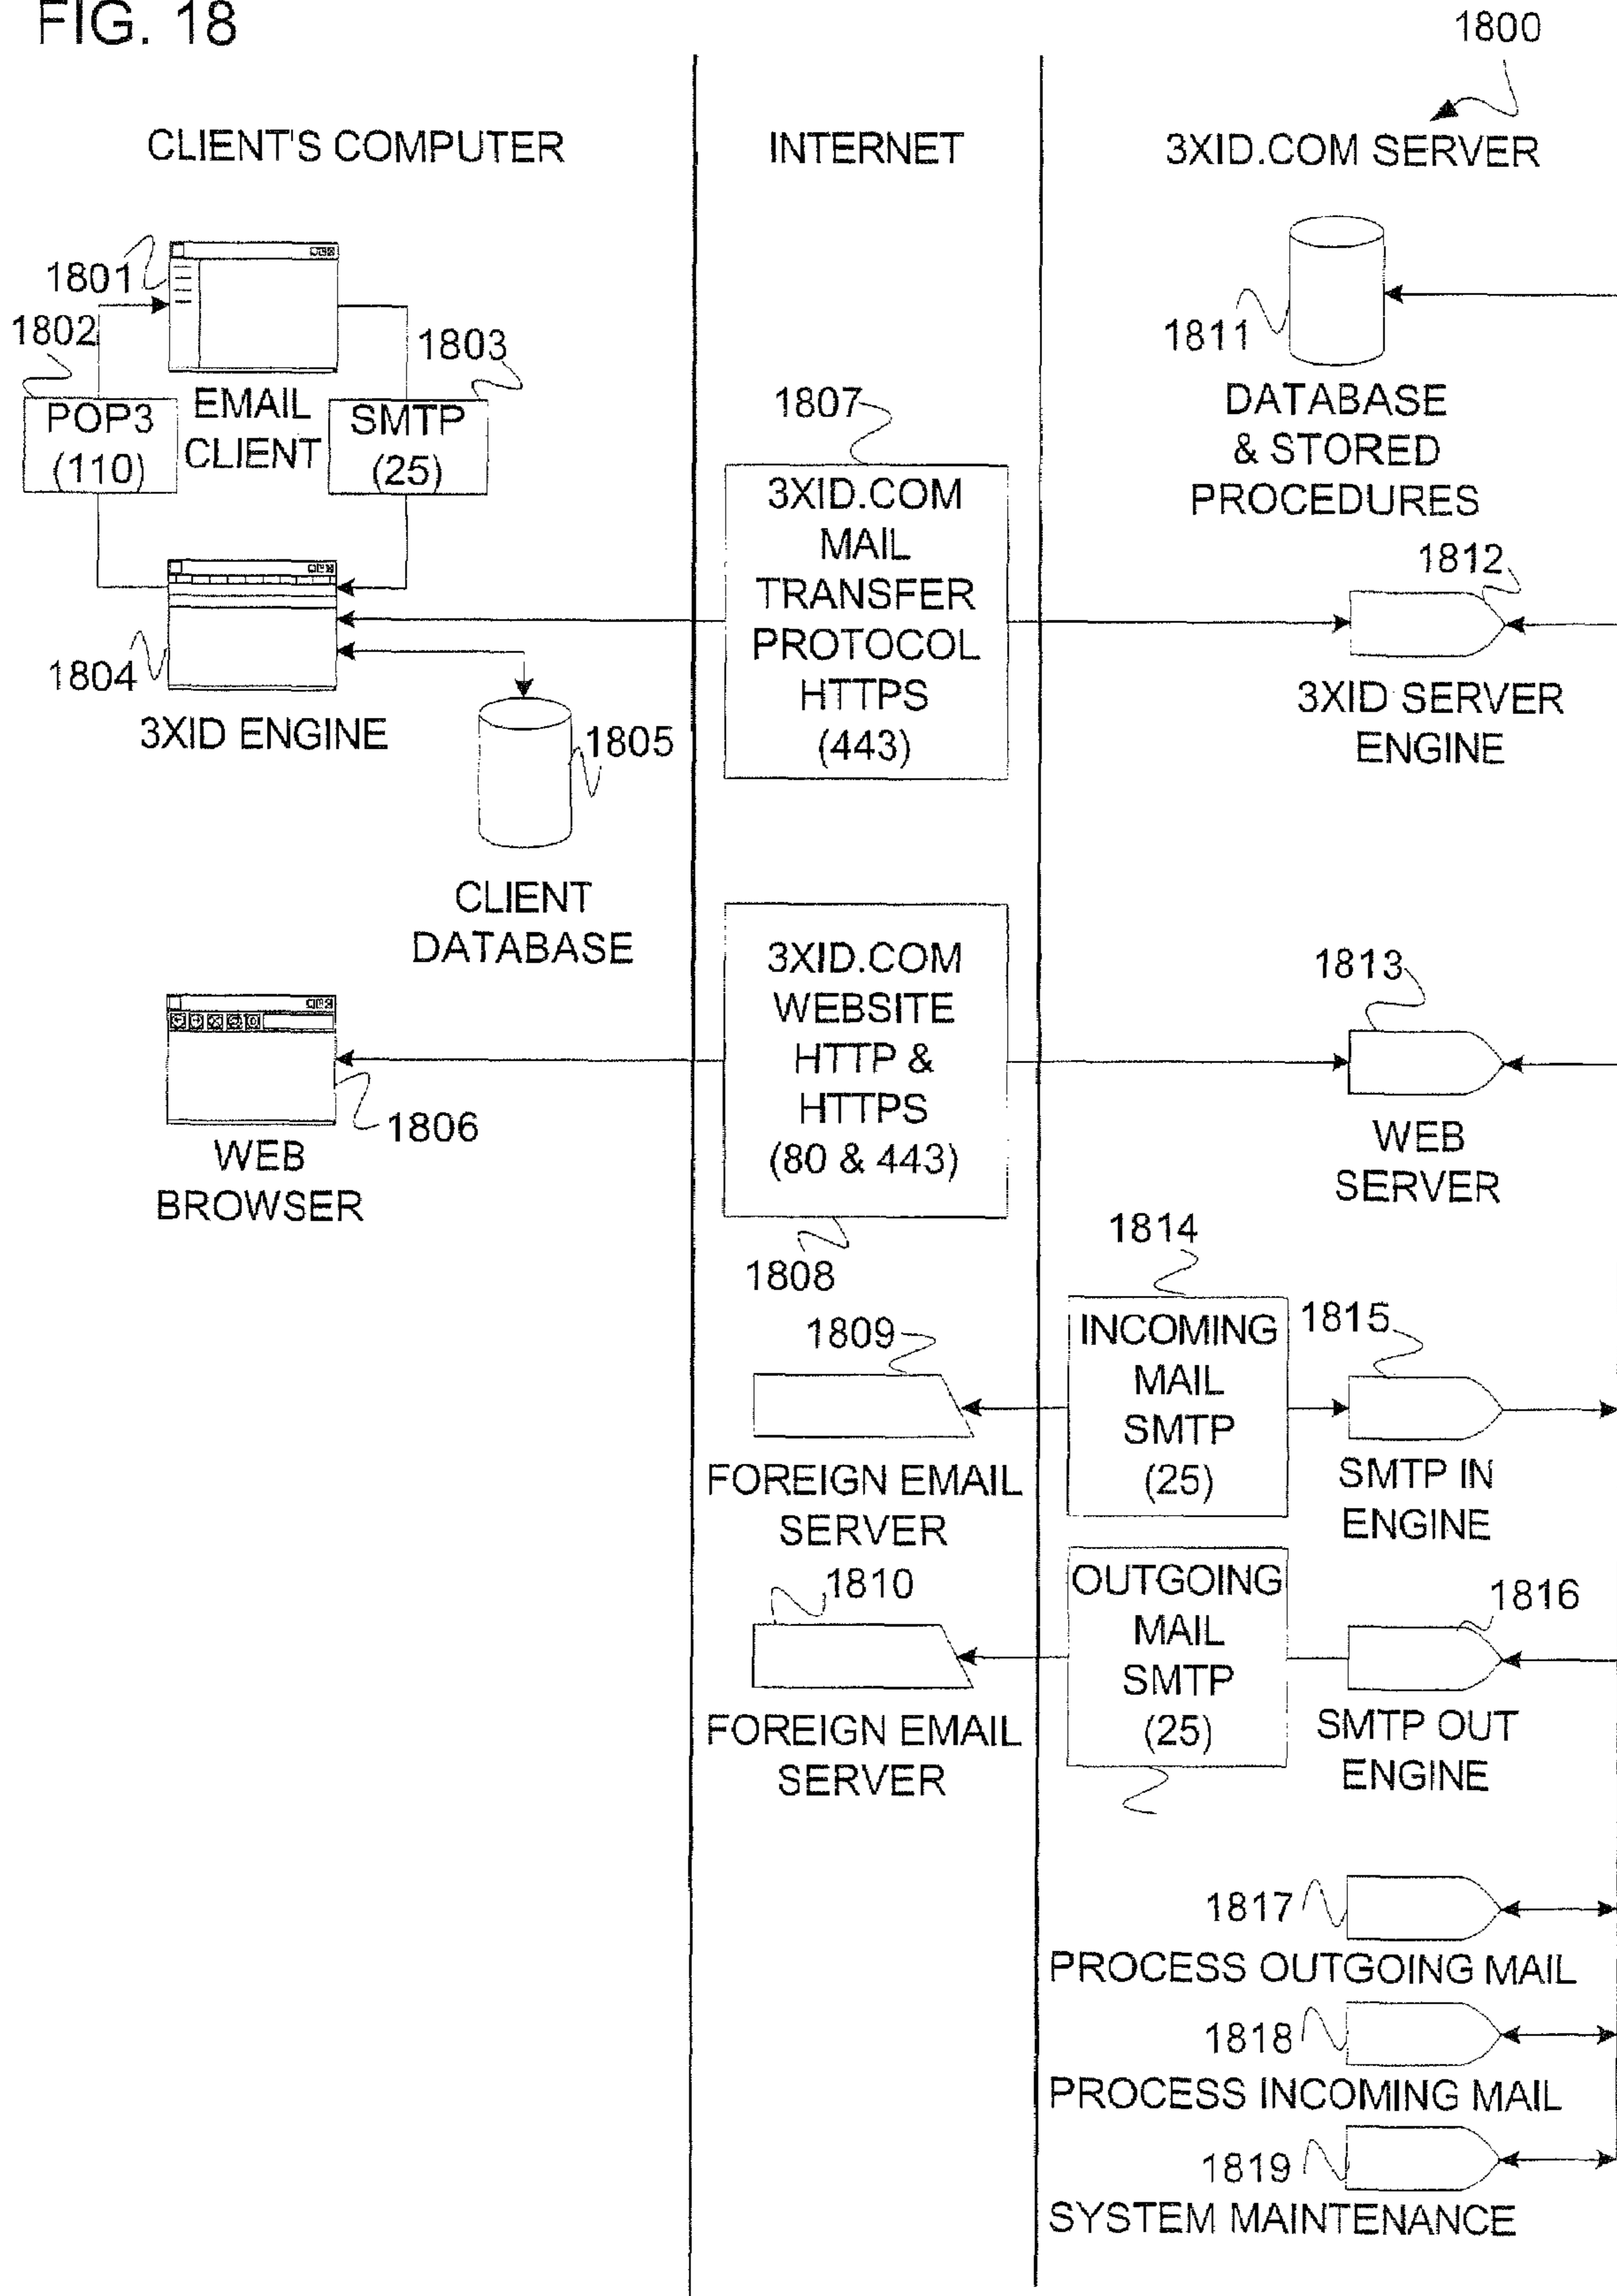 FIG. 18
1800
CLIENT'S COMPUTER
INTERNET
3XID.COM SERVER
1801
1802
POP3
(110)
EMAIL
CLIENT
1803
SMTP
(25)
1804
3XID ENGINE
1805
CLIENT
DATABASE
1806
WEB
BROWSER
1807
3XID.COM
MAIL
TRANSFER
PROTOCOL
HTTPS
(443)
3XID.COM
WEBSITE
HTTP &
HTTPS
(80 & 443)
1808
1809
FOREIGN EMAIL
SERVER
1810
FOREIGN EMAIL
SERVER
1811
DATABASE
& STORED
PROCEDURES
1812
3XID SERVER
ENGINE
1813
WEB
SERVER
1814
INCOMING
MAIL
SMTP
(25)
1815
SMTP IN
ENGINE
OUTGOING
MAIL
SMTP
(25)
1816
SMTP OUT
ENGINE
1817
PROCESS OUTGOING MAIL
1818
PROCESS INCOMING MAIL
1819
SYSTEM MAINTENANCE